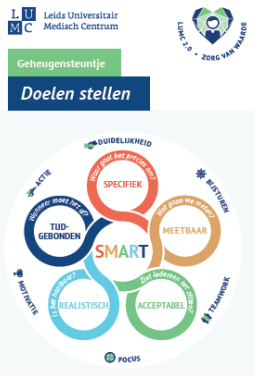 LUMC
Leids Universitair
Medisch Centrum
LUMC 2.0 • ZORG VAN WAARDE
Geheugensteuntje
Doelen stellen
DUIDELIJKHEID
Waar gaat het precies om?
SPECIFIEK
ACTIE
Wanneer moet het af?
TIJD-
GEBONDEN
BIJSTUREN
Wat gaan we meten?
MEETBAAR
SMART
MOTIVATIE
Is het haalbaar?
REALISTISCH
Ziet iedereen het zitten?
ACCEPTABEL
TEAMWORK
FOCUS